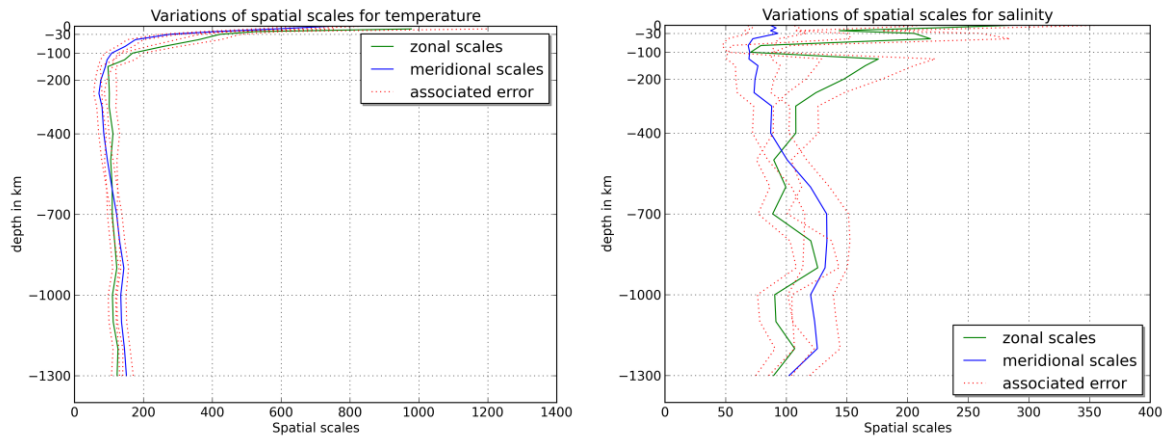 Variations of spatial scales for temperature
0
−30
−100
−200
−400
−700
−1000
−1300
depth in km
zonal scales
meridional scales
associated error
0 200 400 600 800 1000 1200 1400
Spatial scales
Variations of spatial scales for salinity
0
−30
−100
−200
−400
−700
−1000
−1300
depth in km
zonal scales
meridional scales
associated error
0 50 100 150 200 250 300 350 400
Spatial scales